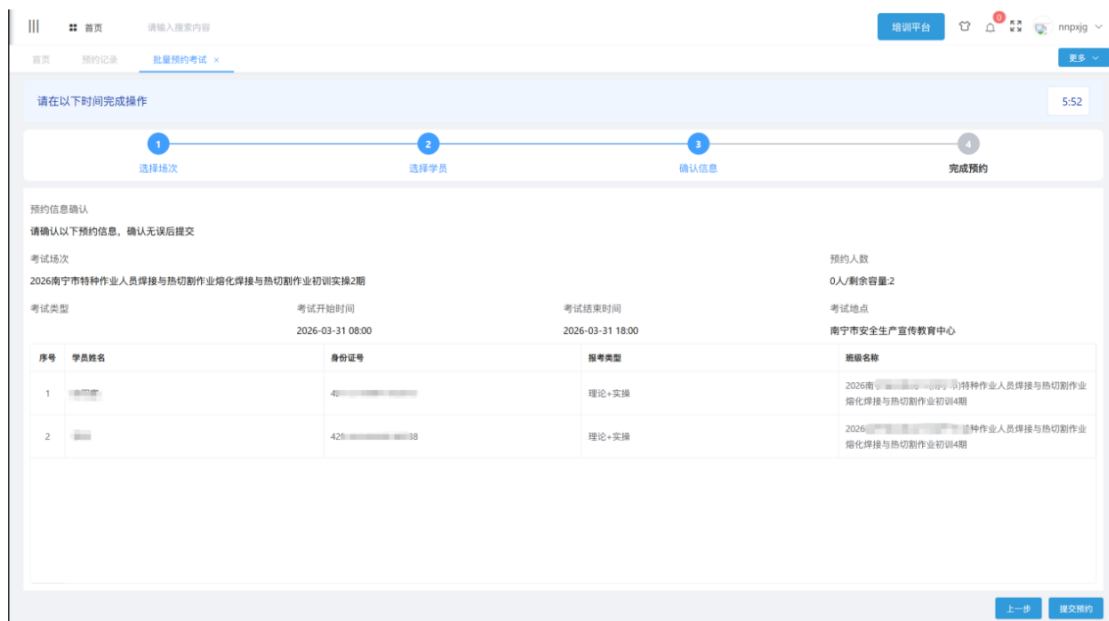 首页
请输入搜索内容
培训平台
0
nnpxjg
首页
预约记录
批量预约考试 ×
更多
请在以下时间完成操作
5:52
1
2
3
4
选择场次
选择学员
确认信息
完成预约
预约信息确认
请确认以下预约信息，确认无误后提交
考试场次
预约人数
2026南宁市特种作业人员焊接与热切割作业熔化焊接与热切割作业初训实操2期
0人/剩余容量:2
考试类型
考试开始时间
考试结束时间
考试地点
2026-03-31 08:00
2026-03-31 18:00
南宁市安全生产宣传教育中心
序号
学员姓名
身份证号
报考类型
班级名称
1
理论+实操
2026南
特种作业人员焊接与热切割作业
熔化焊接与热切割作业初训4期
2
理论+实操
2026
特种作业人员焊接与热切割作业
熔化焊接与热切割作业初训4期
上一步
提交预约